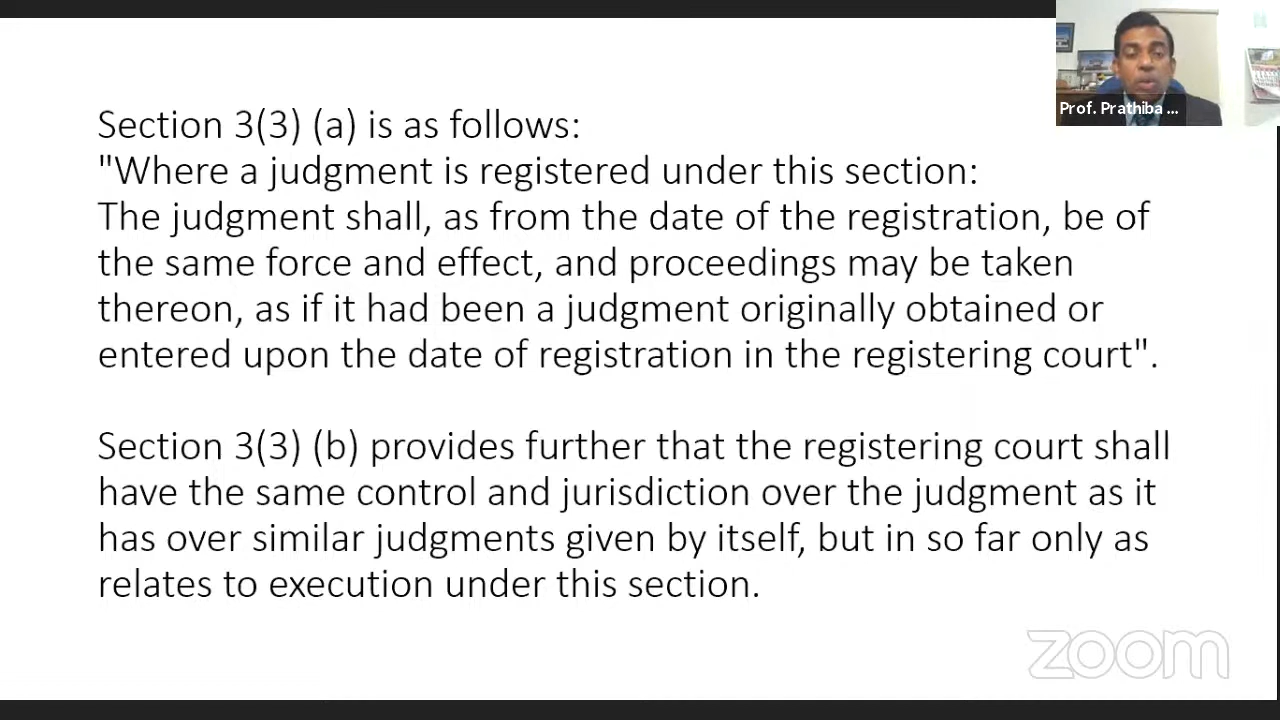 Prof. Prathiba ...
Section 3(3) (a) is as follows:
"Where a judgment is registered under this section:
The judgment shall, as from the date of the registration, be of
the same force and effect, and proceedings may be taken
thereon, as if it had been a judgment originally obtained or
entered upon the date of registration in the registering court".
Section 3(3) (b) provides further that the registering court shall
have the same control and jurisdiction over the judgment as it
has over similar judgments given by itself, but in so far only as
relates to execution under this section.
zoom